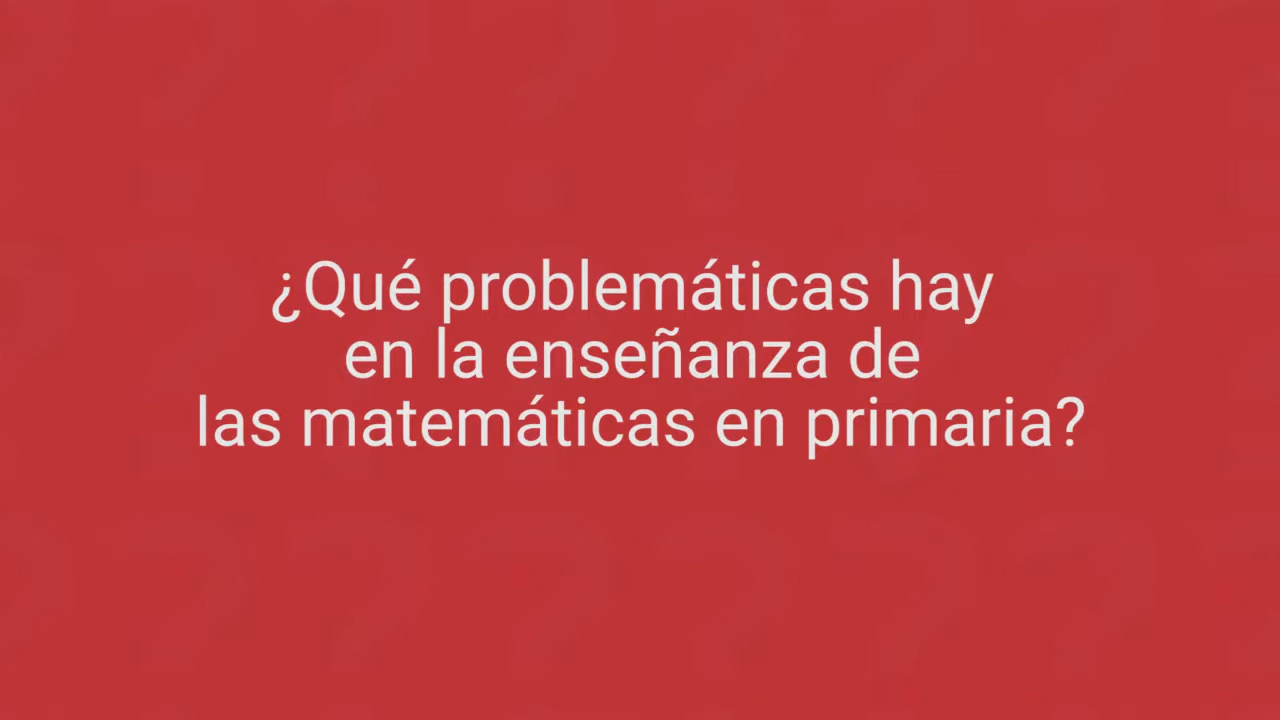 ¿Qué problemáticas hay
en la enseñanza de
las matemáticas en primaria?